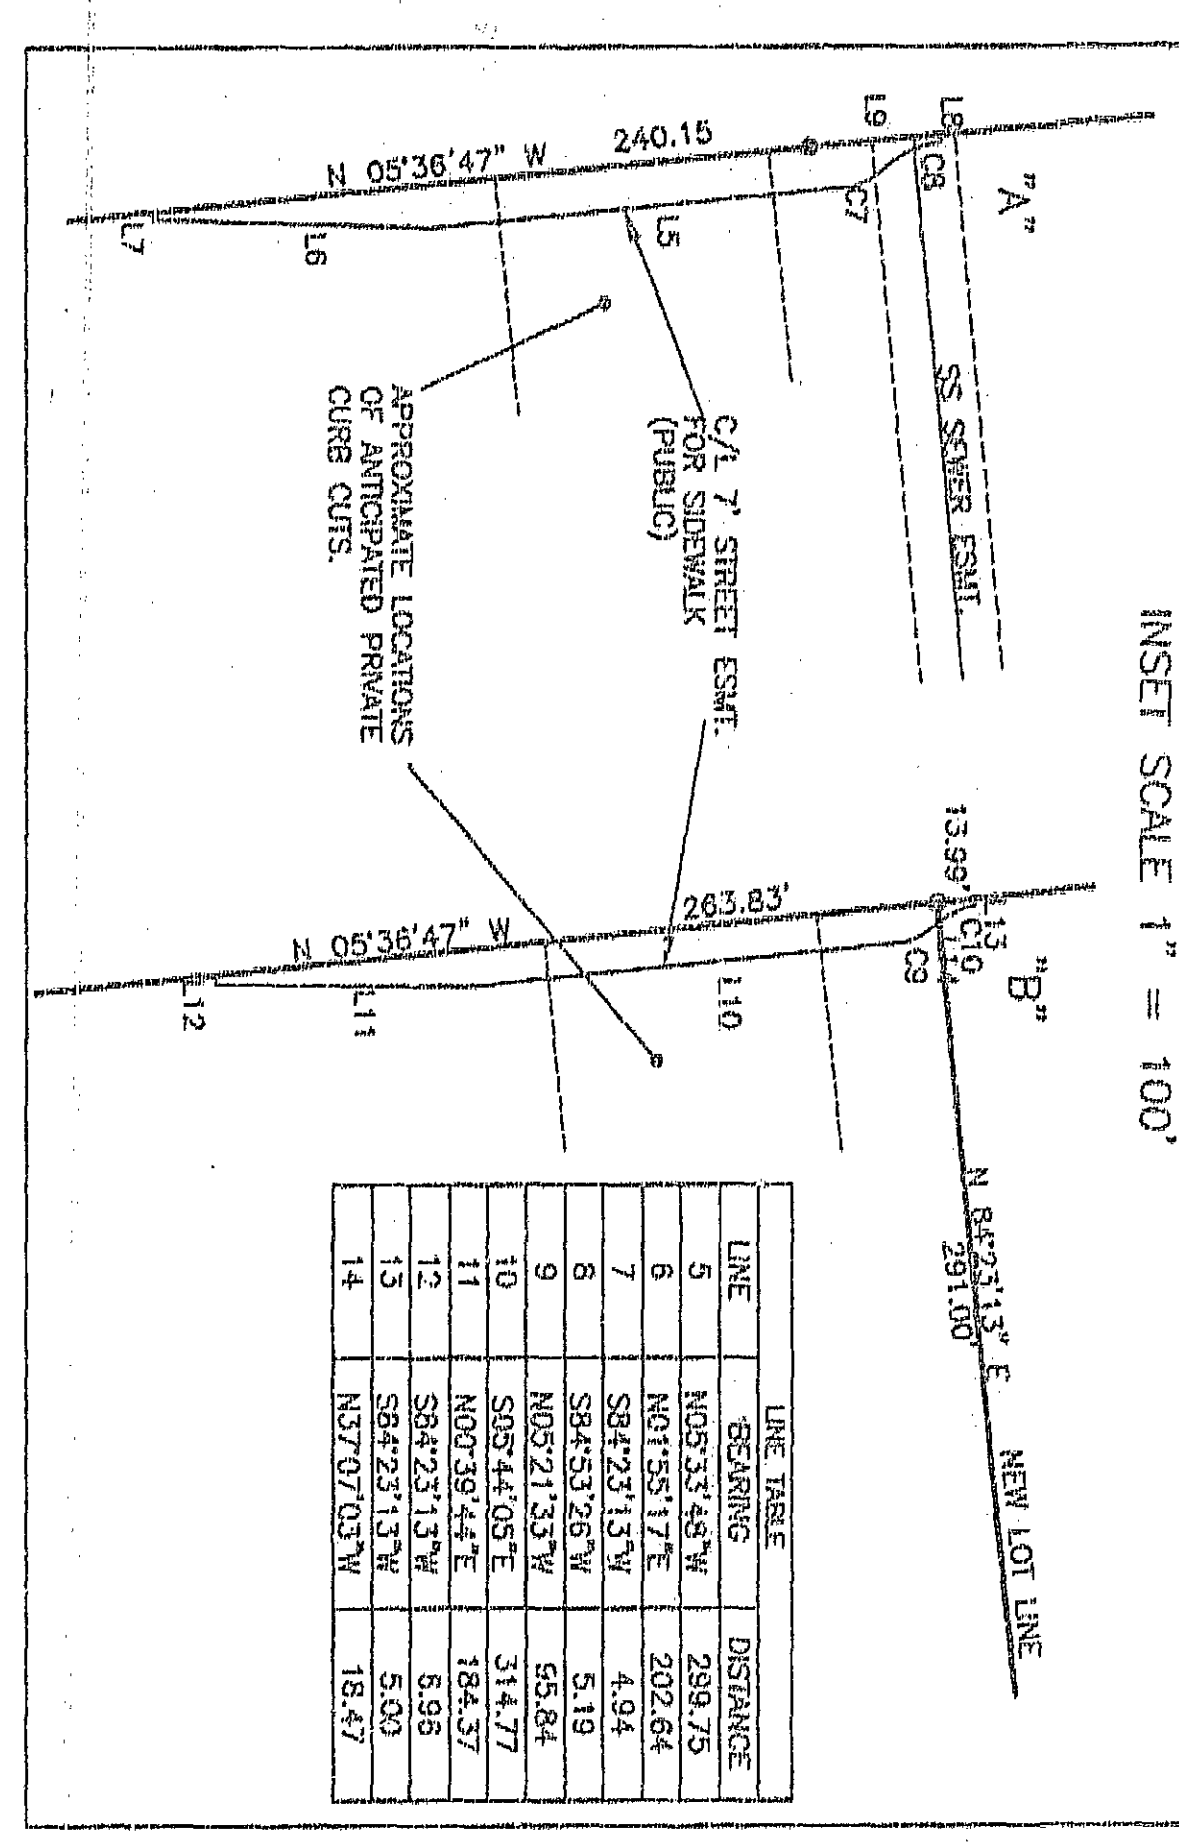 INSET SCALE 1" = 100'
"A"
L8
C8
L9
C7
SS SEWER ESMT.
240.15
N 05°36'47" W
L5
L6
L7
C/L 7' STREET ESMT.
FOR SIDEWALK
(PUBLIC)
APPROXIMATE LOCATIONS
OF ANTICIPATED PRIVATE
CURB CUTS.
"B"
L13
C10
13.99'
C9
263.83'
N 05°36'47" W
L10
L11
L12
N 84°23'13" E
291.00'
NEW LOT LINE
LINE TABLE
LINE BEARING DISTANCE
5 N05°33'48"W 299.75
6 N01°55'17"E 202.64
7 S84°23'13"W 4.94
8 S84°53'26"W 5.19
9 N05°21'33"W 55.84
10 S05°44'05"E 314.77
11 N00°39'44"E 184.37
12 S84°23'13"W 6.96
13 S84°23'13"W 5.00
14 N37°07'03"W 18.47